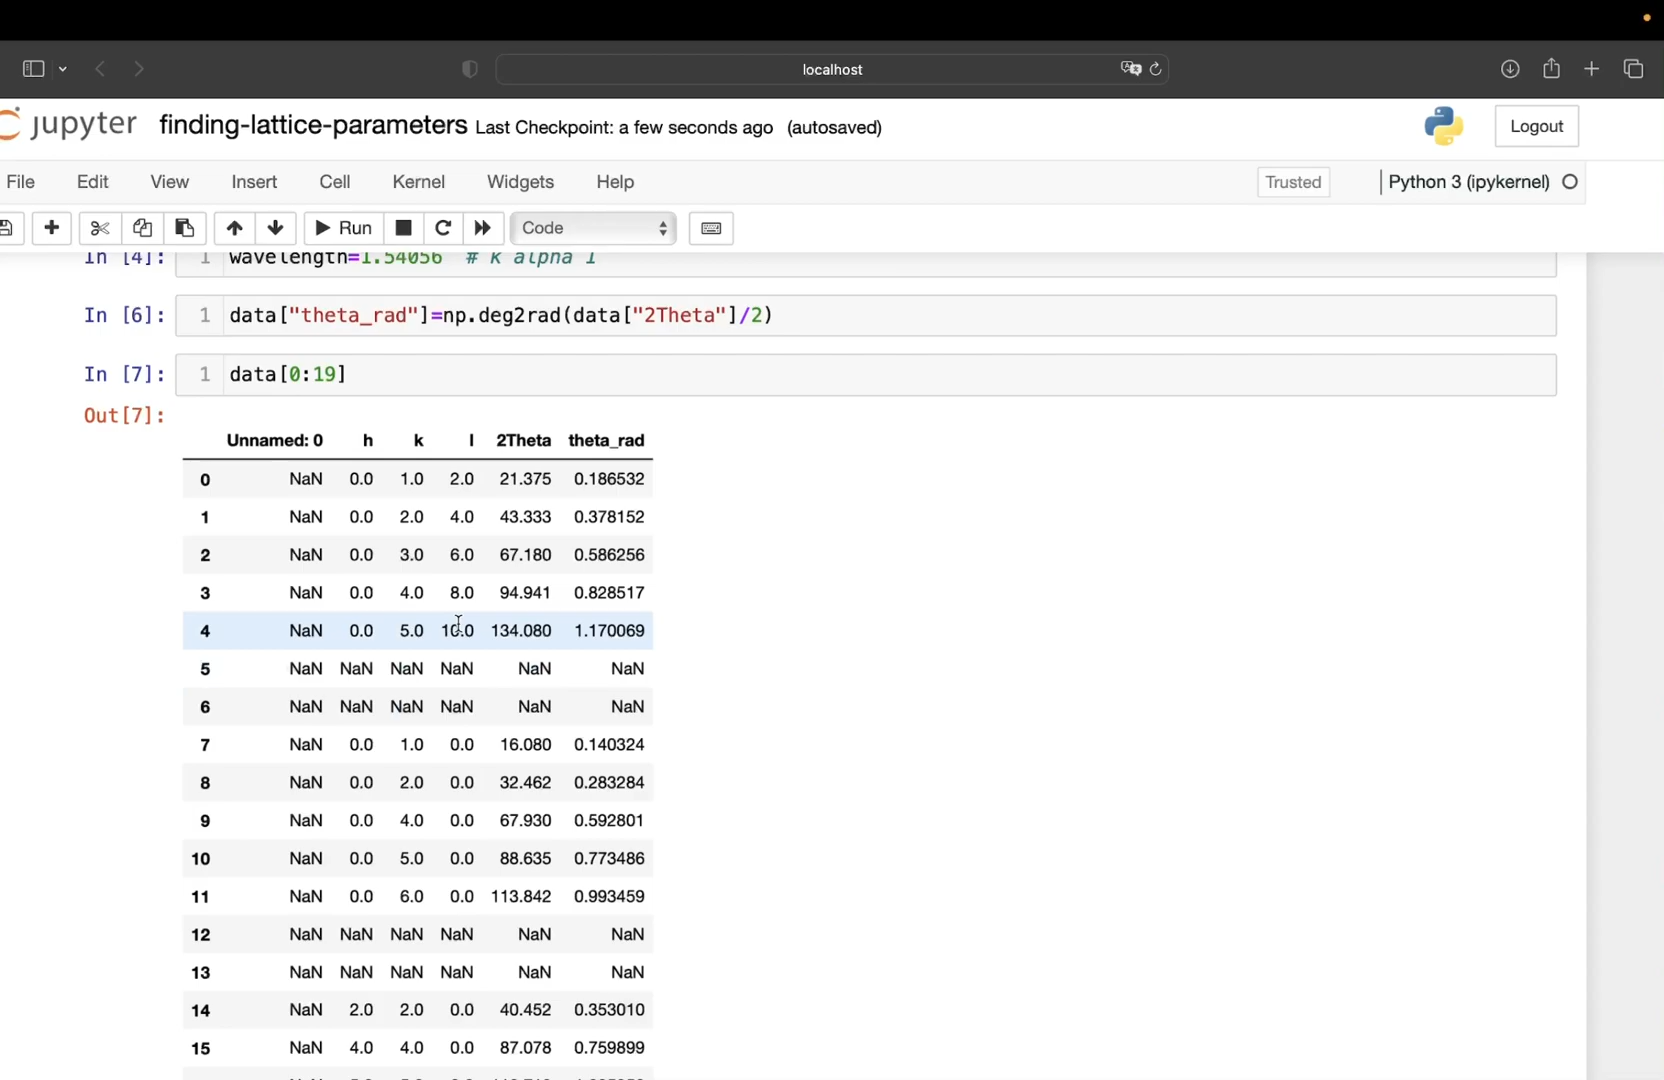 localhost
jupyter finding-lattice-parameters Last Checkpoint: a few seconds ago (autosaved)
Logout
File Edit View Insert Cell Kernel Widgets Help
Trusted Python 3 (ipykernel)
Run Code
In [4]: 1 wavelength=1.54056 # K alpha 1
In [6]: 1 data["theta_rad"]=np.deg2rad(data["2Theta"]/2)
In [7]: 1 data[0:19]
Out[7]:
Unnamed: 0 h k l 2Theta theta_rad
0 NaN 0.0 1.0 2.0 21.375 0.186532
1 NaN 0.0 2.0 4.0 43.333 0.378152
2 NaN 0.0 3.0 6.0 67.180 0.586256
3 NaN 0.0 4.0 8.0 94.941 0.828517
4 NaN 0.0 5.0 10.0 134.080 1.170069
5 NaN NaN NaN NaN NaN NaN
6 NaN NaN NaN NaN NaN NaN
7 NaN 0.0 1.0 0.0 16.080 0.140324
8 NaN 0.0 2.0 0.0 32.462 0.283284
9 NaN 0.0 4.0 0.0 67.930 0.592801
10 NaN 0.0 5.0 0.0 88.635 0.773486
11 NaN 0.0 6.0 0.0 113.842 0.993459
12 NaN NaN NaN NaN NaN NaN
13 NaN NaN NaN NaN NaN NaN
14 NaN 2.0 2.0 0.0 40.452 0.353010
15 NaN 4.0 4.0 0.0 87.078 0.759899